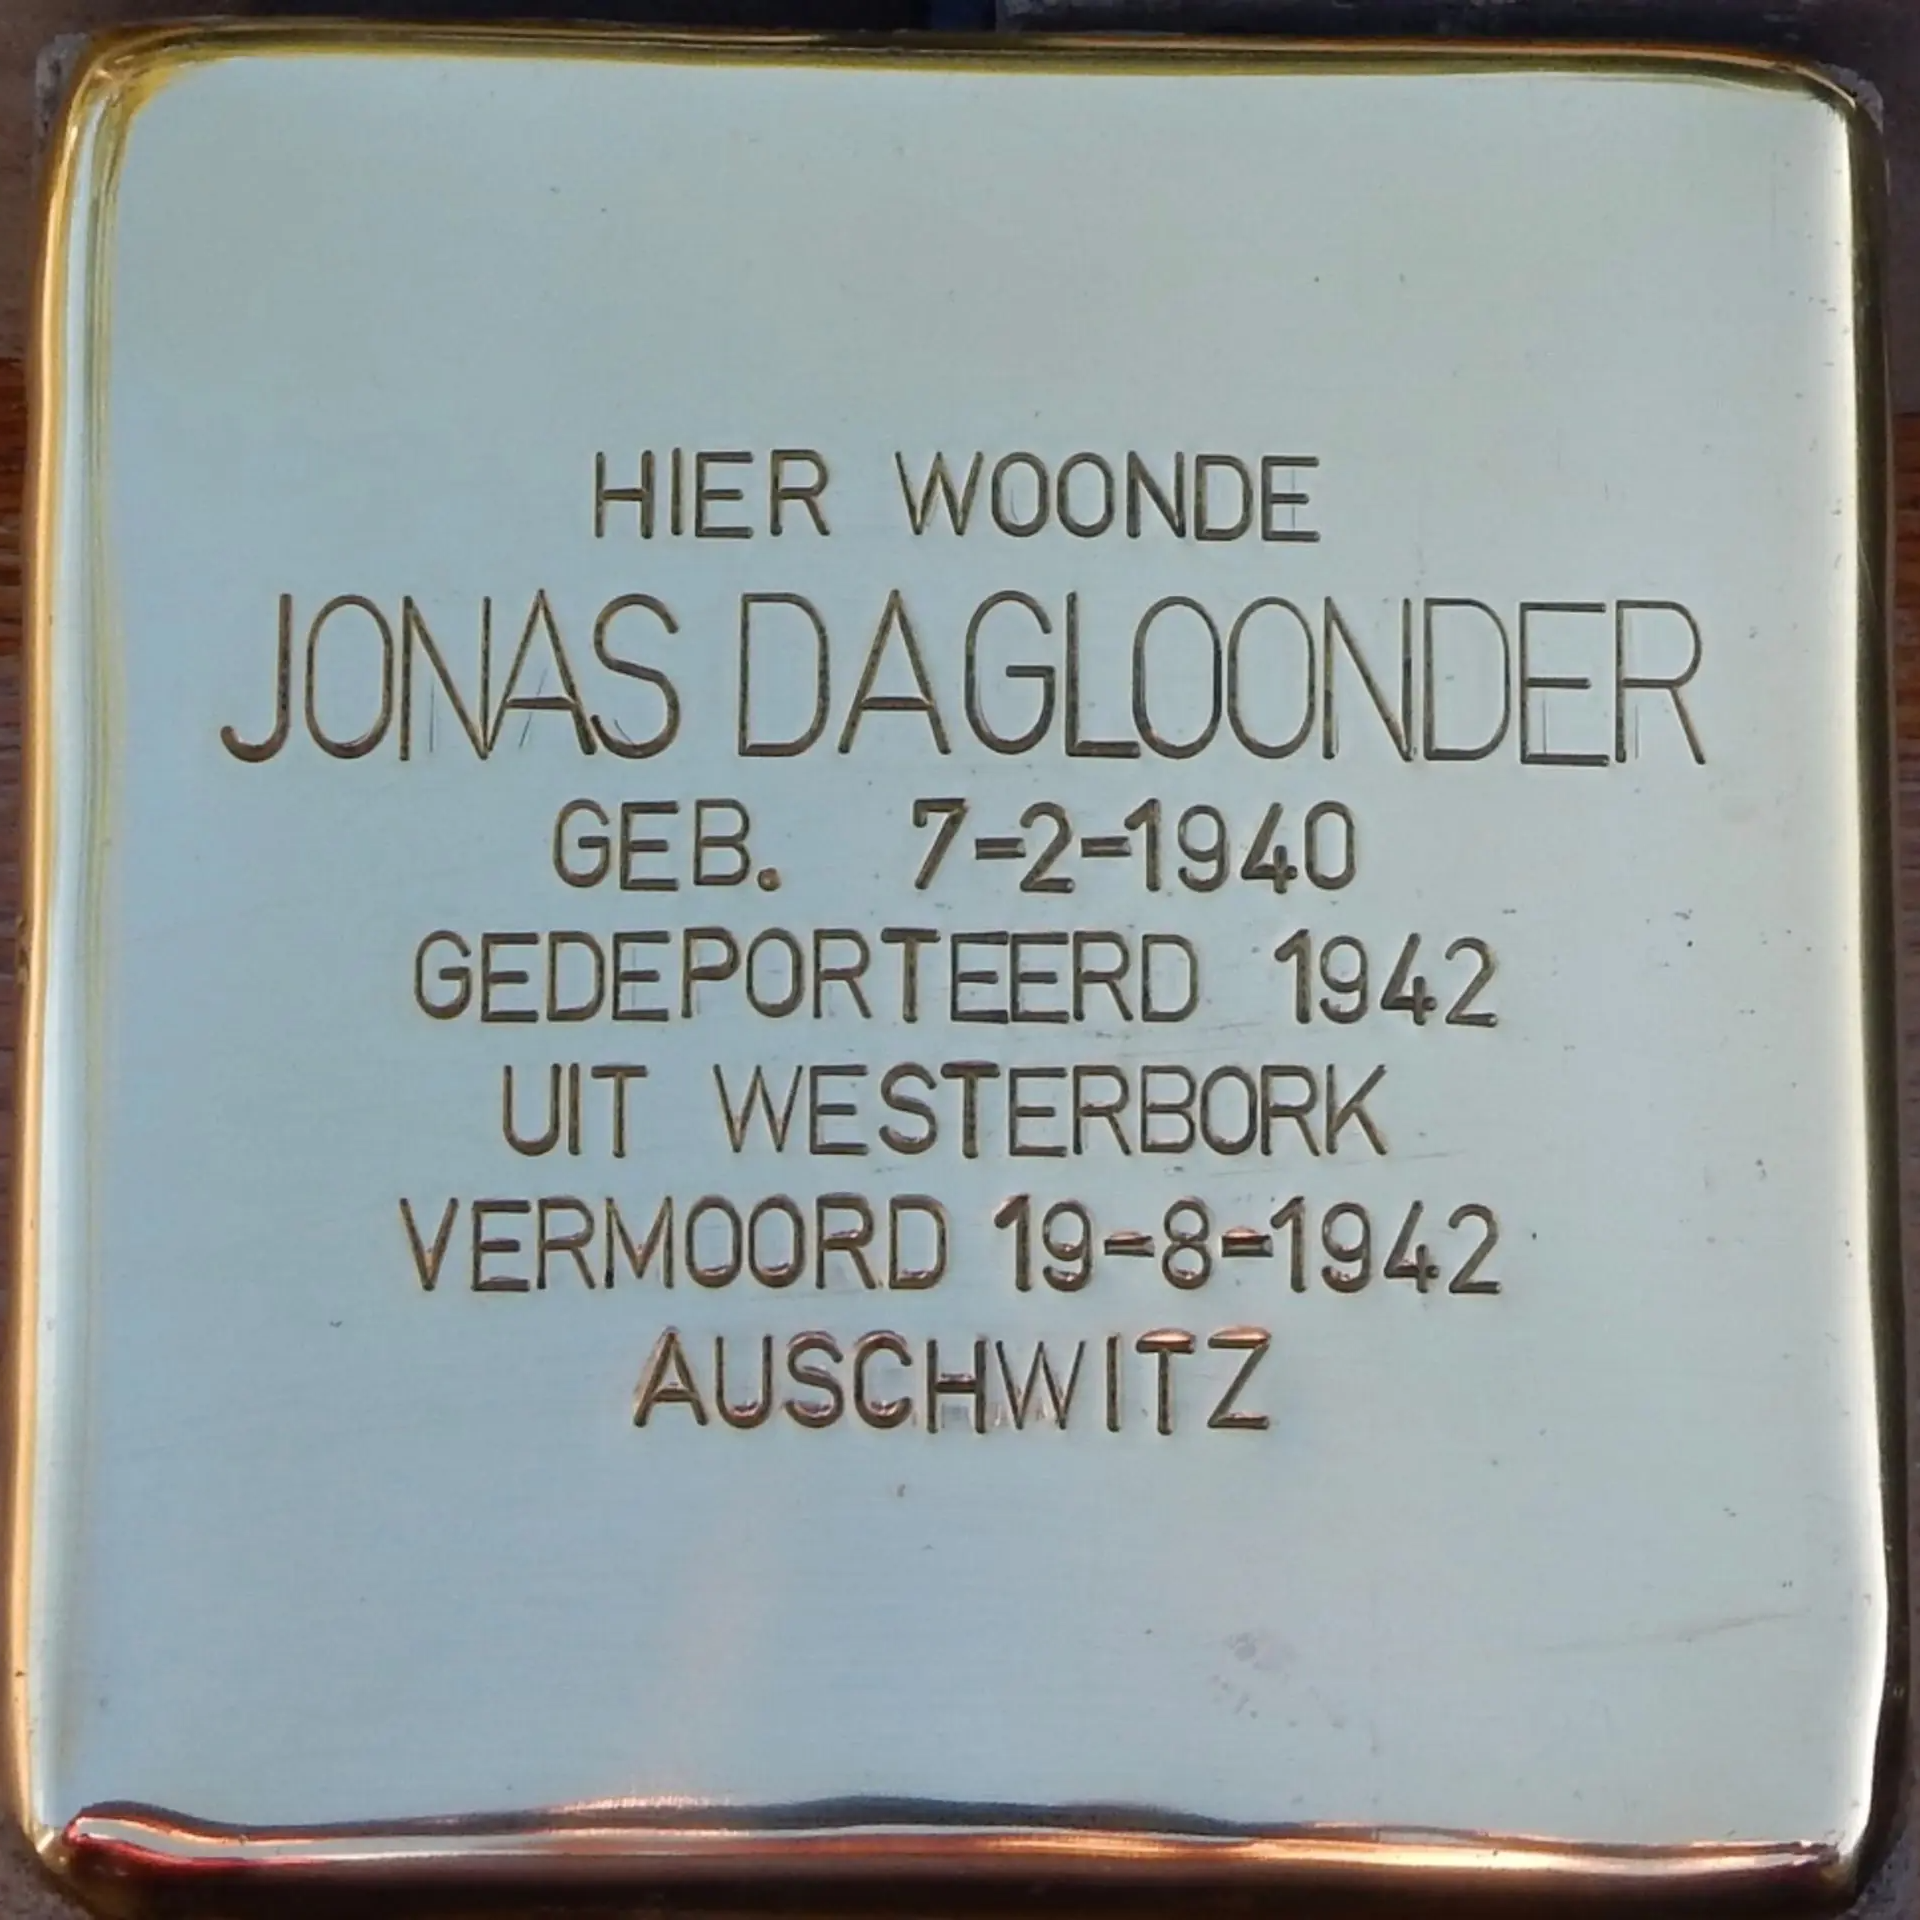 HIER WOONDE
JONAS DAGLOONDER
GEB. 7-2-1940
GEDEPORTEERD 1942
UIT WESTERBORK
VERMOORD 19-8-1942
AUSCHWITZ